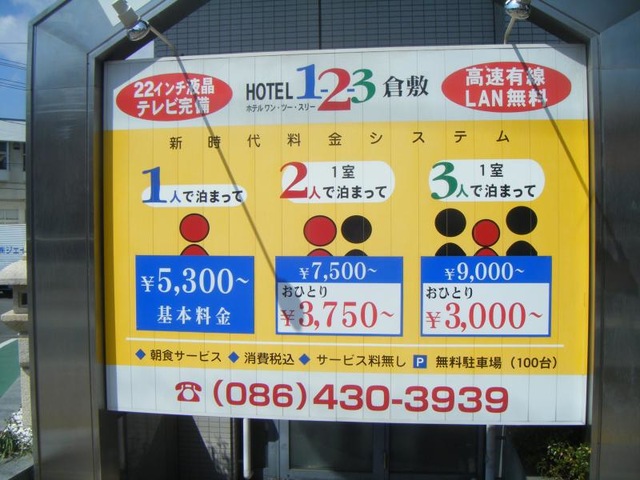 22インチ液晶
テレビ完備
HOTEL 1-2-3 倉敷
ホテル ワン・ツー・スリー
高速有線
LAN無料
新時代料金システム
1人で泊まって
1室
2人で泊まって
1室
3人で泊まって
¥5,300~
基本料金
¥7,500~
おひとり
¥3,750~
¥9,000~
おひとり
¥3,000~
◆ 朝食サービス ◆ 消費税込 ◆ サービス料無し P 無料駐車場（100台）
☎ (086) 430-3939